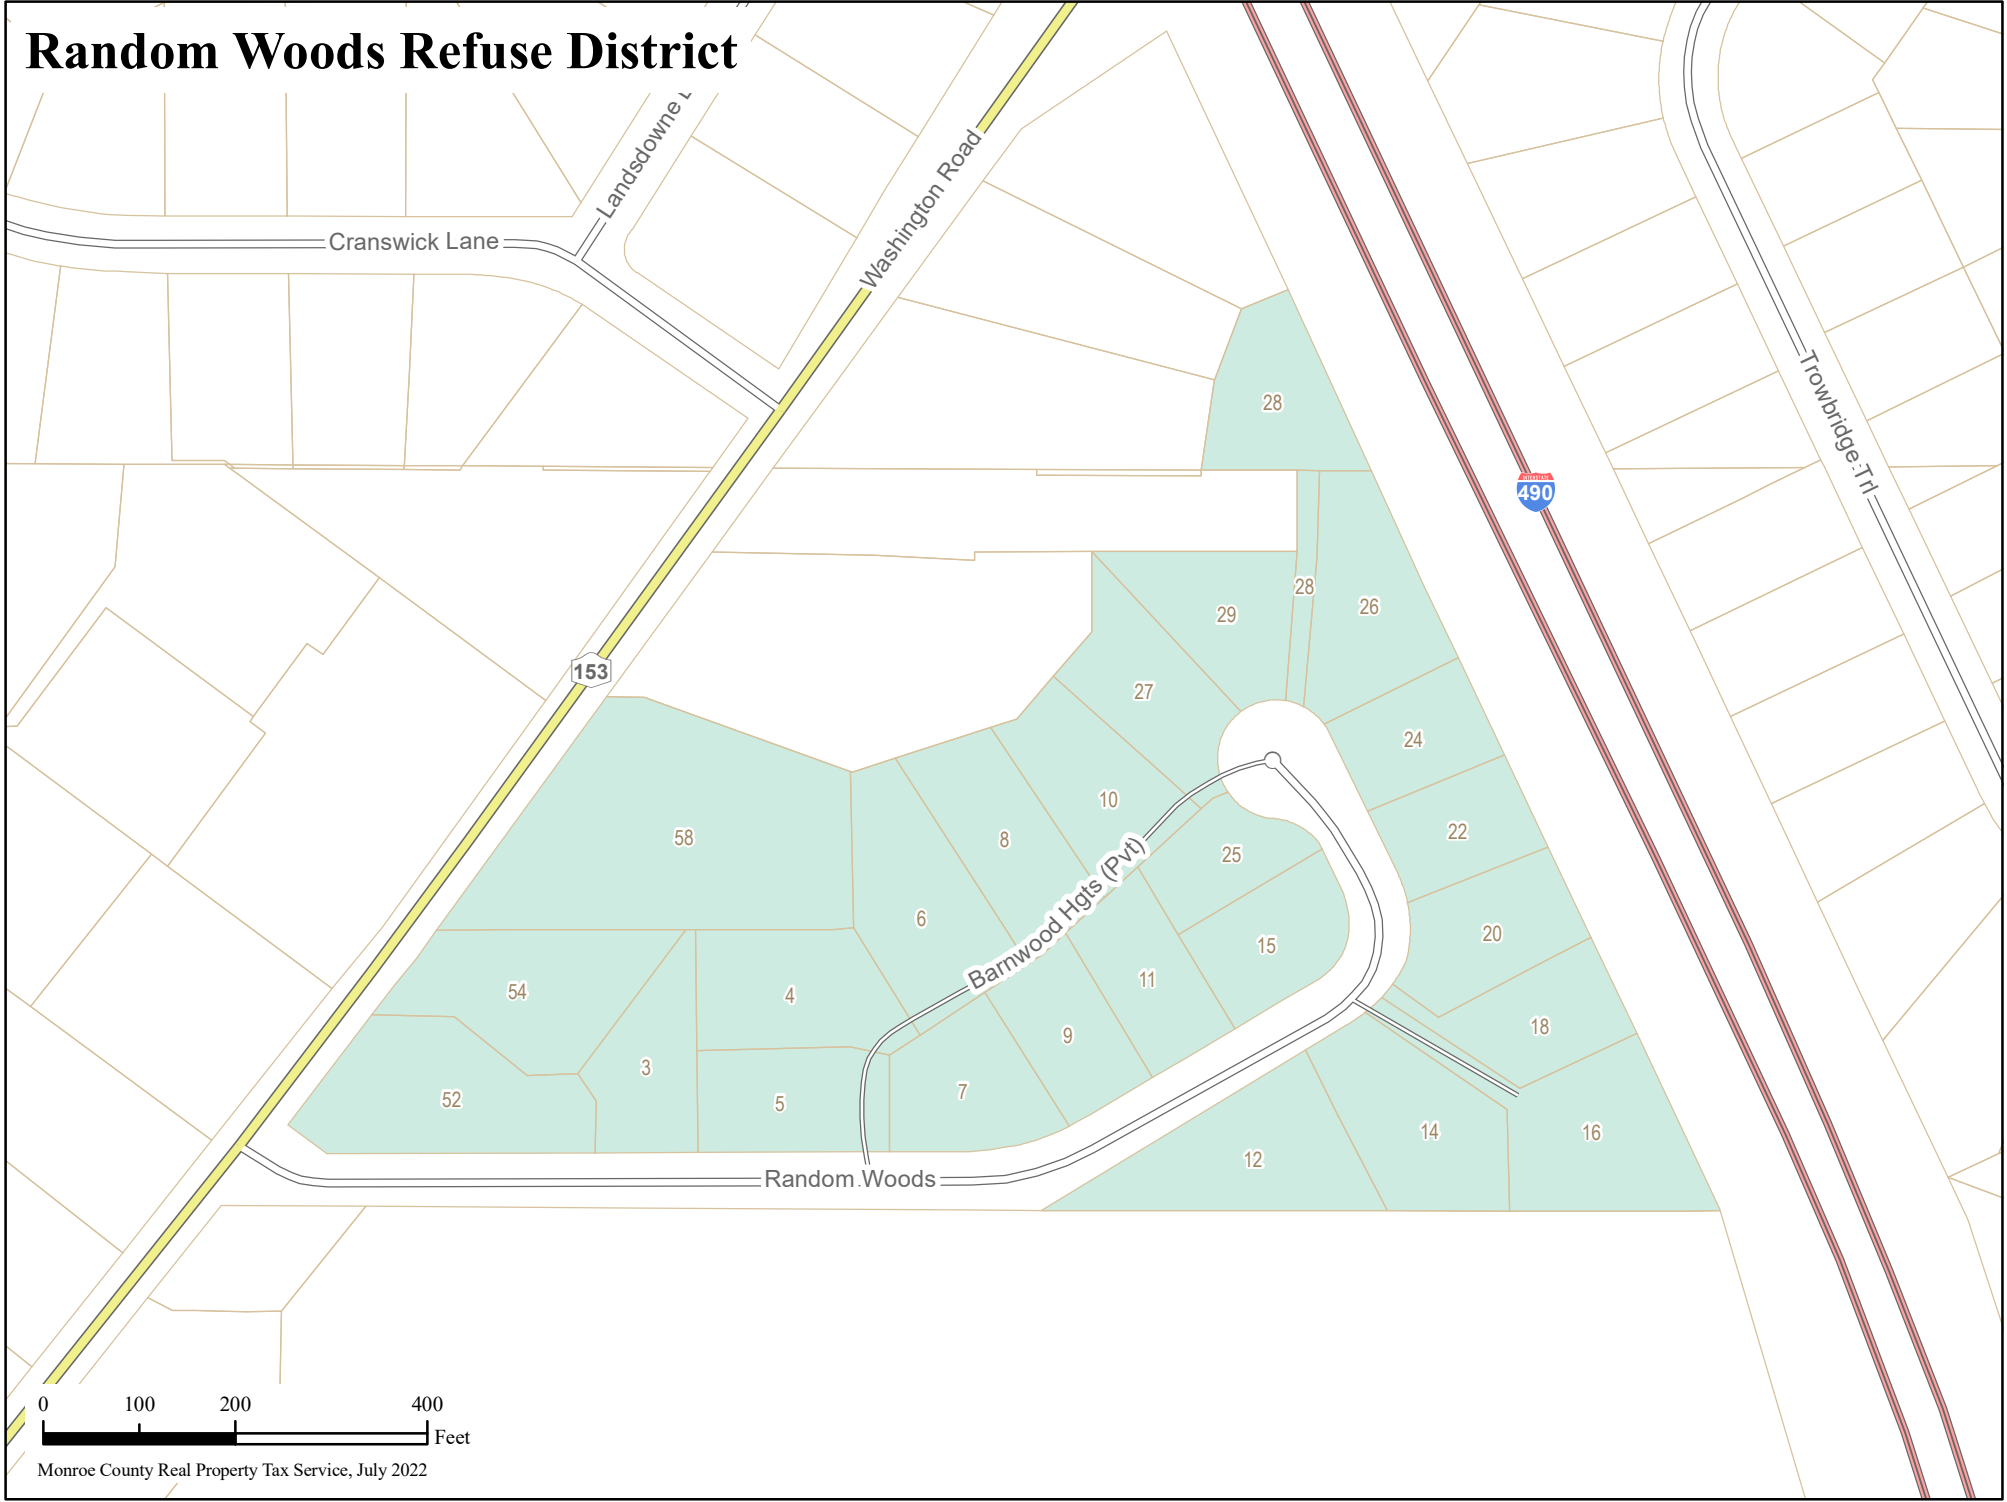 Random Woods Refuse District
Landsdowne
Washington Road
Cranswick Lane
Trowbridge Trl
28
490
28
29
26
153
27
24
58
10
8
22
25
Barnwood Hgts (Pvt)
6
20
15
54
4
11
18
9
3
52
5
7
14
16
12
Random Woods
0 100 200 400
Feet
Monroe County Real Property Tax Service, July 2022